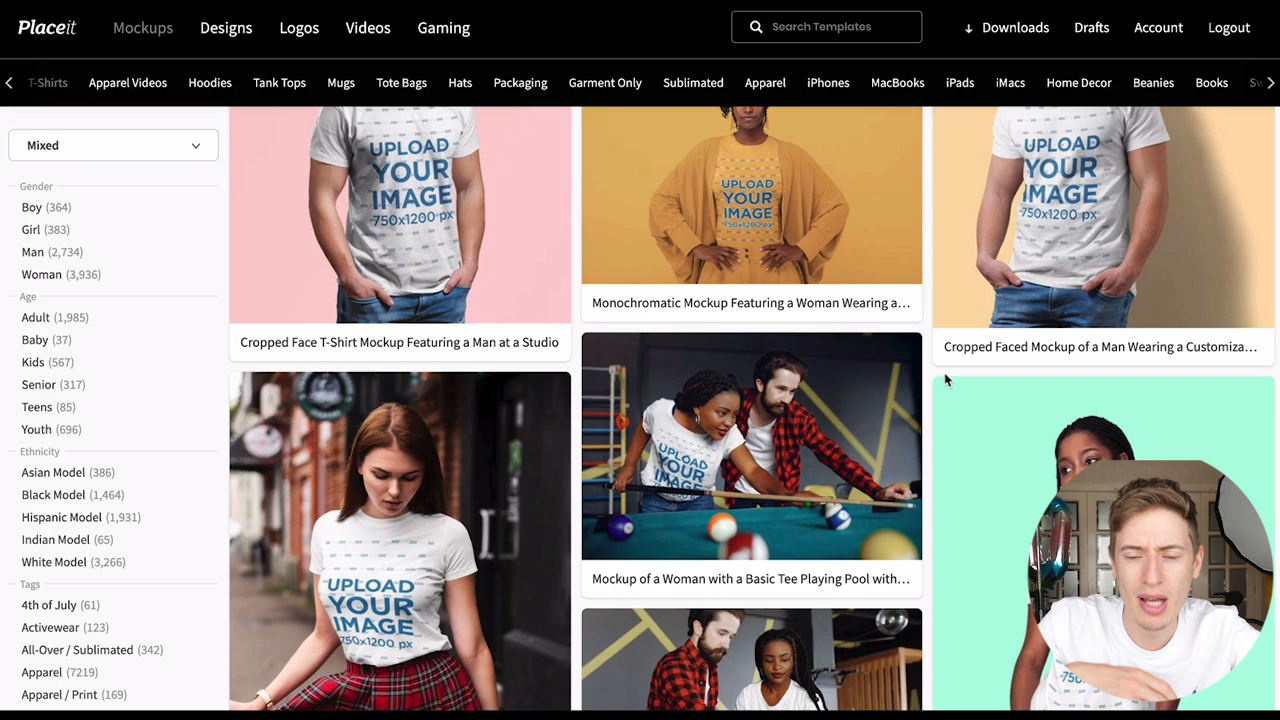 Placeit
Mockups
Designs
Logos
Videos
Gaming
Search Templates
Downloads
Drafts
Account
Logout
T-Shirts
Apparel Videos
Hoodies
Tank Tops
Mugs
Tote Bags
Hats
Packaging
Garment Only
Sublimated
Apparel
iPhones
MacBooks
iPads
iMacs
Home Decor
Beanies
Books
Mixed
Gender
Boy (364)
Girl (383)
Man (2,734)
Woman (3,936)
Age
Adult (1,985)
Baby (37)
Kids (567)
Senior (317)
Teens (85)
Youth (696)
Ethnicity
Asian Model (386)
Black Model (1,464)
Hispanic Model (1,931)
Indian Model (65)
White Model (3,266)
Tags
4th of July (61)
Activewear (123)
All-Over / Sublimated (342)
Apparel (7219)
Apparel / Print (169)
UPLOAD
YOUR
IMAGE
750x1200 px
Cropped Face T-Shirt Mockup Featuring a Man at a Studio
UPLOAD
YOUR
IMAGE
750x1200 px
UPLOAD
YOUR
IMAGE
750x1200 px
Monochromatic Mockup Featuring a Woman Wearing a…
UPLOAD
YOUR
IMAGE
Mockup of a Woman with a Basic Tee Playing Pool with…
UPLOAD
YOUR
IMAGE
750x1200 px
Cropped Faced Mockup of a Man Wearing a Customiza…